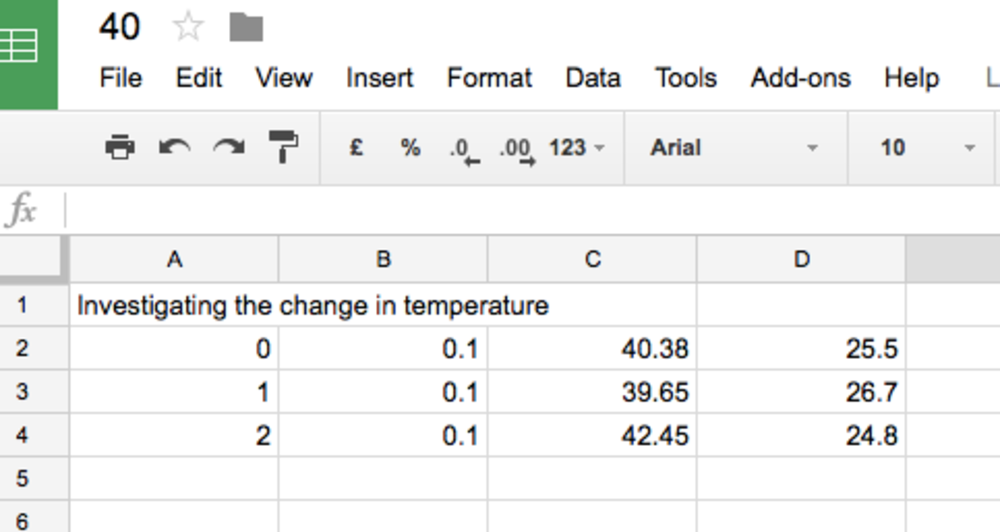 40
File Edit View Insert Format Data Tools Add-ons Help
£ % .0 .00 123 Arial 10
fx
A B C D
1 Investigating the change in temperature
2 0 0.1 40.38 25.5
3 1 0.1 39.65 26.7
4 2 0.1 42.45 24.8
5
6